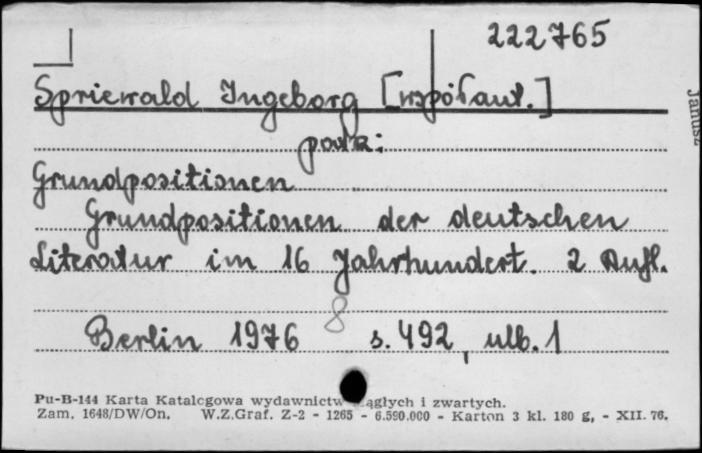 222765
Spriewald Ingeborg [współaut.]
patrz:
Grundpositionen
Grundpositionen der deutschen
Literatur im 16 Jahrhundert. 2 Aufl.
8
Berlin 1976 s. 492, ulb. 1
Pu-B-144 Karta Katalogowa wydawnictw ciągłych i zwartych.
Zam. 1648/DW/On. W.Z.Graf. Z-2 - 1265 - 6.590.000 - Karton 3 kl. 180 g, - XII. 76.
Janusz